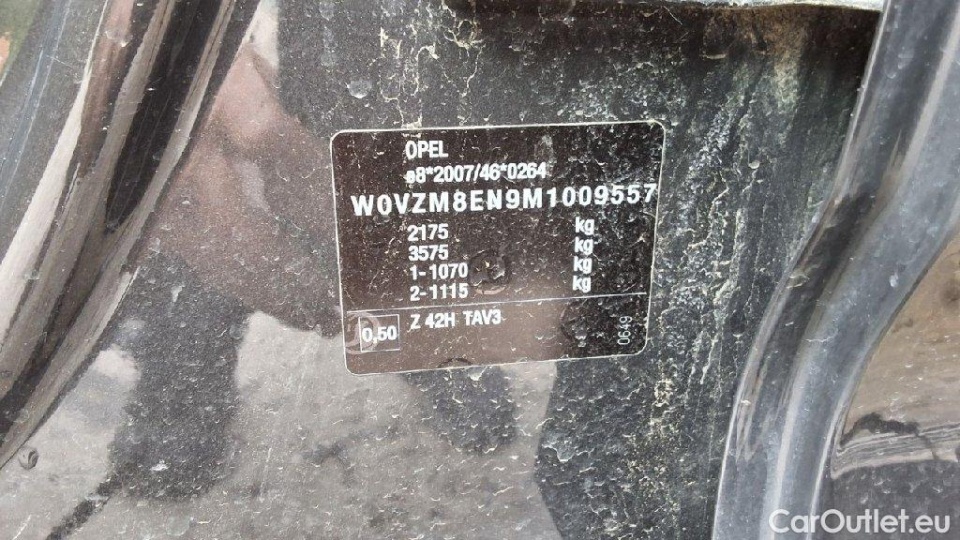 OPEL
e8*2007/46*0264
W0VZM8EN9M1009557
2175 kg
3575 kg
1-1070 kg
2-1115 kg
0,50 Z 42H TAV3
0649
CarOutlet.eu